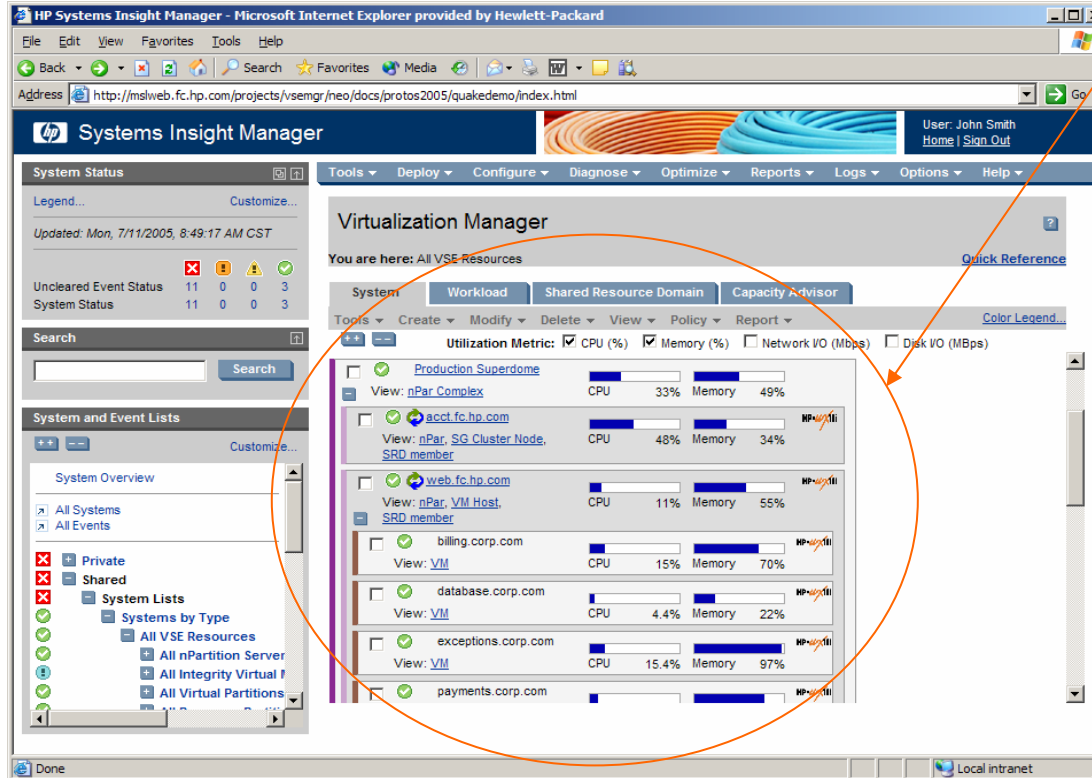 HP Systems Insight Manager - Microsoft Internet Explorer provided by Hewlett-Packard
File Edit View Favorites Tools Help
Back Search Favorites Media
Address http://mslweb.fc.hp.com/projects/vsemgr/neo/docs/protos2005/quakedemo/index.html Go
hp Systems Insight Manager
User: John Smith
Home | Sign Out
System Status
Legend... Customize...
Updated: Mon, 7/11/2005, 8:49:17 AM CST
Uncleared Event Status 11 0 0 3
System Status 11 0 0 3
Search
Search
System and Event Lists
Customize...
System Overview
All Systems
All Events
Private
Shared
System Lists
Systems by Type
All VSE Resources
All nPartition Server
All Integrity Virtual
All Virtual Partitions
Tools Deploy Configure Diagnose Optimize Reports Logs Options Help
Virtualization Manager
?
You are here: All VSE Resources Quick Reference
System Workload Shared Resource Domain Capacity Advisor
Tools Create Modify Delete View Policy Report Color Legend...
Utilization Metric: CPU (%) Memory (%) Network I/O (Mbps) Disk I/O (MBps)
Production Superdome
View: nPar Complex CPU 33% Memory 49%
acct.fc.hp.com
View: nPar, SG Cluster Node, CPU 48% Memory 34%
SRD member
web.fc.hp.com
View: nPar, VM Host, CPU 11% Memory 55%
SRD member
billing.corp.com
View: VM CPU 15% Memory 70%
database.corp.com
View: VM CPU 4.4% Memory 22%
exceptions.corp.com
View: VM CPU 15.4% Memory 97%
payments.corp.com
Done Local intranet